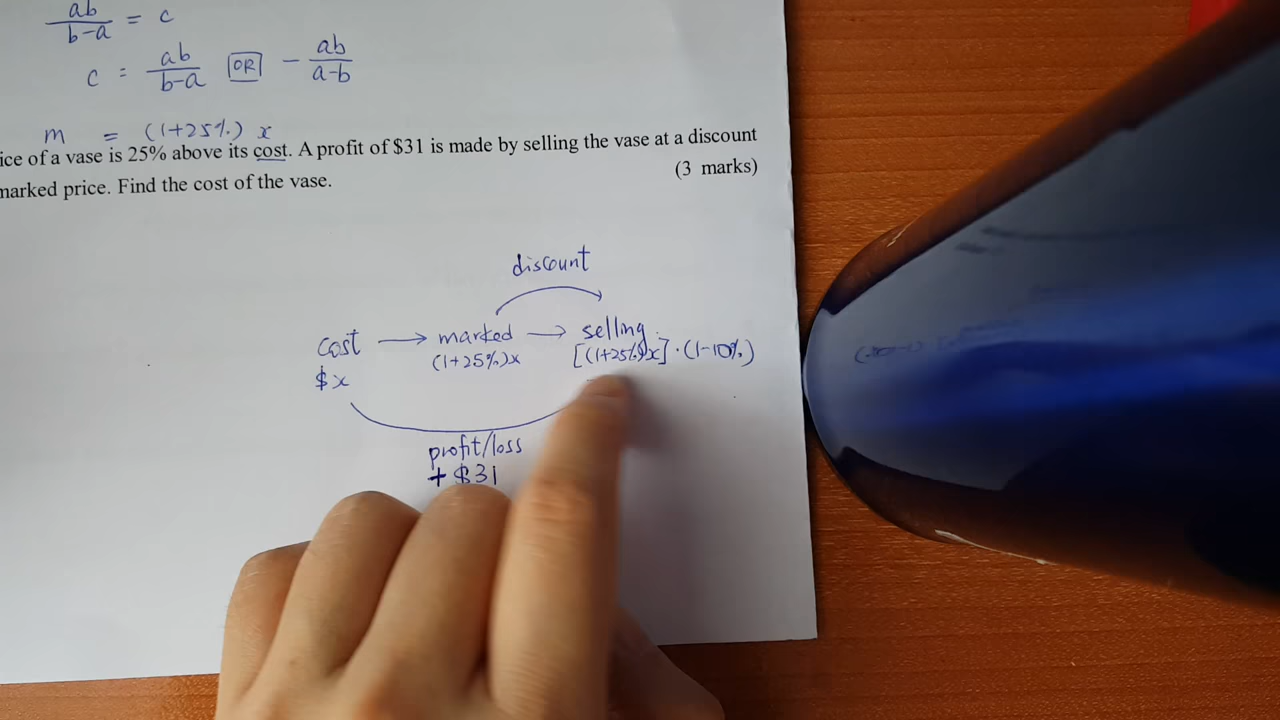 ab/(b-a) = c
c = ab/(b-a) OR - ab/(a-b)
m = (1+25%) x
ice of a vase is 25% above its cost. A profit of $31 is made by selling the vase at a discount
marked price. Find the cost of the vase. (3 marks)
discount
cost → marked → selling
$x (1+25%)x [(1+25%)x]·(1-10%)
profit/loss
+ $31